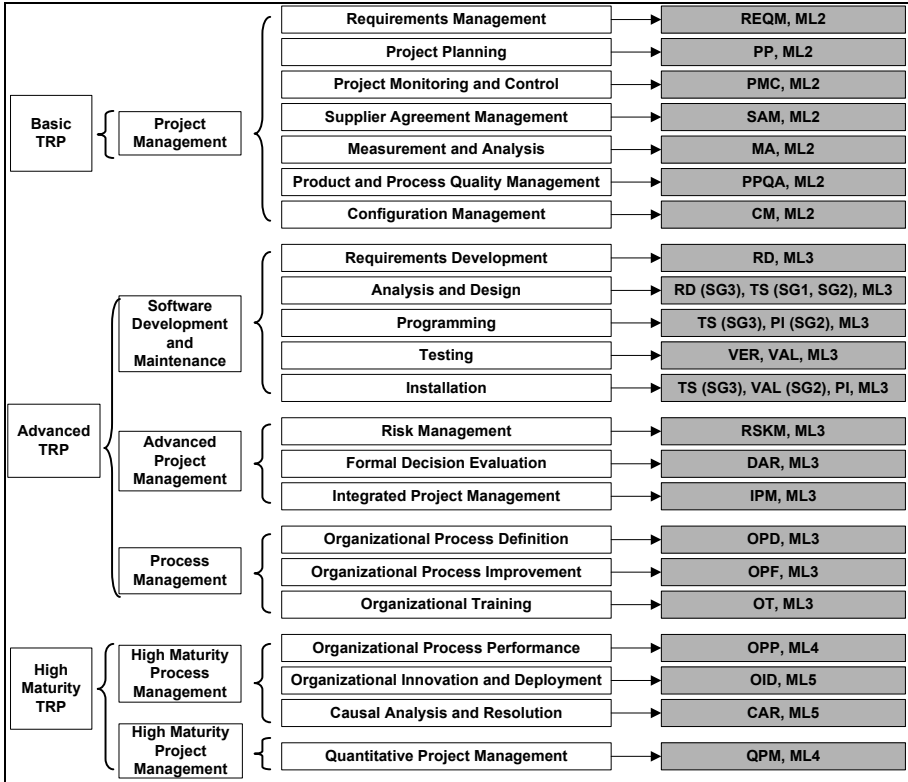 Requirements Management
REQM, ML2
Project Planning
PP, ML2
Project Monitoring and Control
PMC, ML2
Basic
TRP
Project
Management
Supplier Agreement Management
SAM, ML2
Measurement and Analysis
MA, ML2
Product and Process Quality Management
PPQA, ML2
Configuration Management
CM, ML2
Advanced
TRP
Software
Development
and
Maintenance
Requirements Development
RD, ML3
Analysis and Design
RD (SG3), TS (SG1, SG2), ML3
Programming
TS (SG3), PI (SG2), ML3
Testing
VER, VAL, ML3
Installation
TS (SG3), VAL (SG2), PI, ML3
Advanced
Project
Management
Risk Management
RSKM, ML3
Formal Decision Evaluation
DAR, ML3
Integrated Project Management
IPM, ML3
Process
Management
Organizational Process Definition
OPD, ML3
Organizational Process Improvement
OPF, ML3
Organizational Training
OT, ML3
High
Maturity
TRP
High Maturity
Process
Management
Organizational Process Performance
OPP, ML4
Organizational Innovation and Deployment
OID, ML5
Causal Analysis and Resolution
CAR, ML5
High Maturity
Project
Management
Quantitative Project Management
QPM, ML4